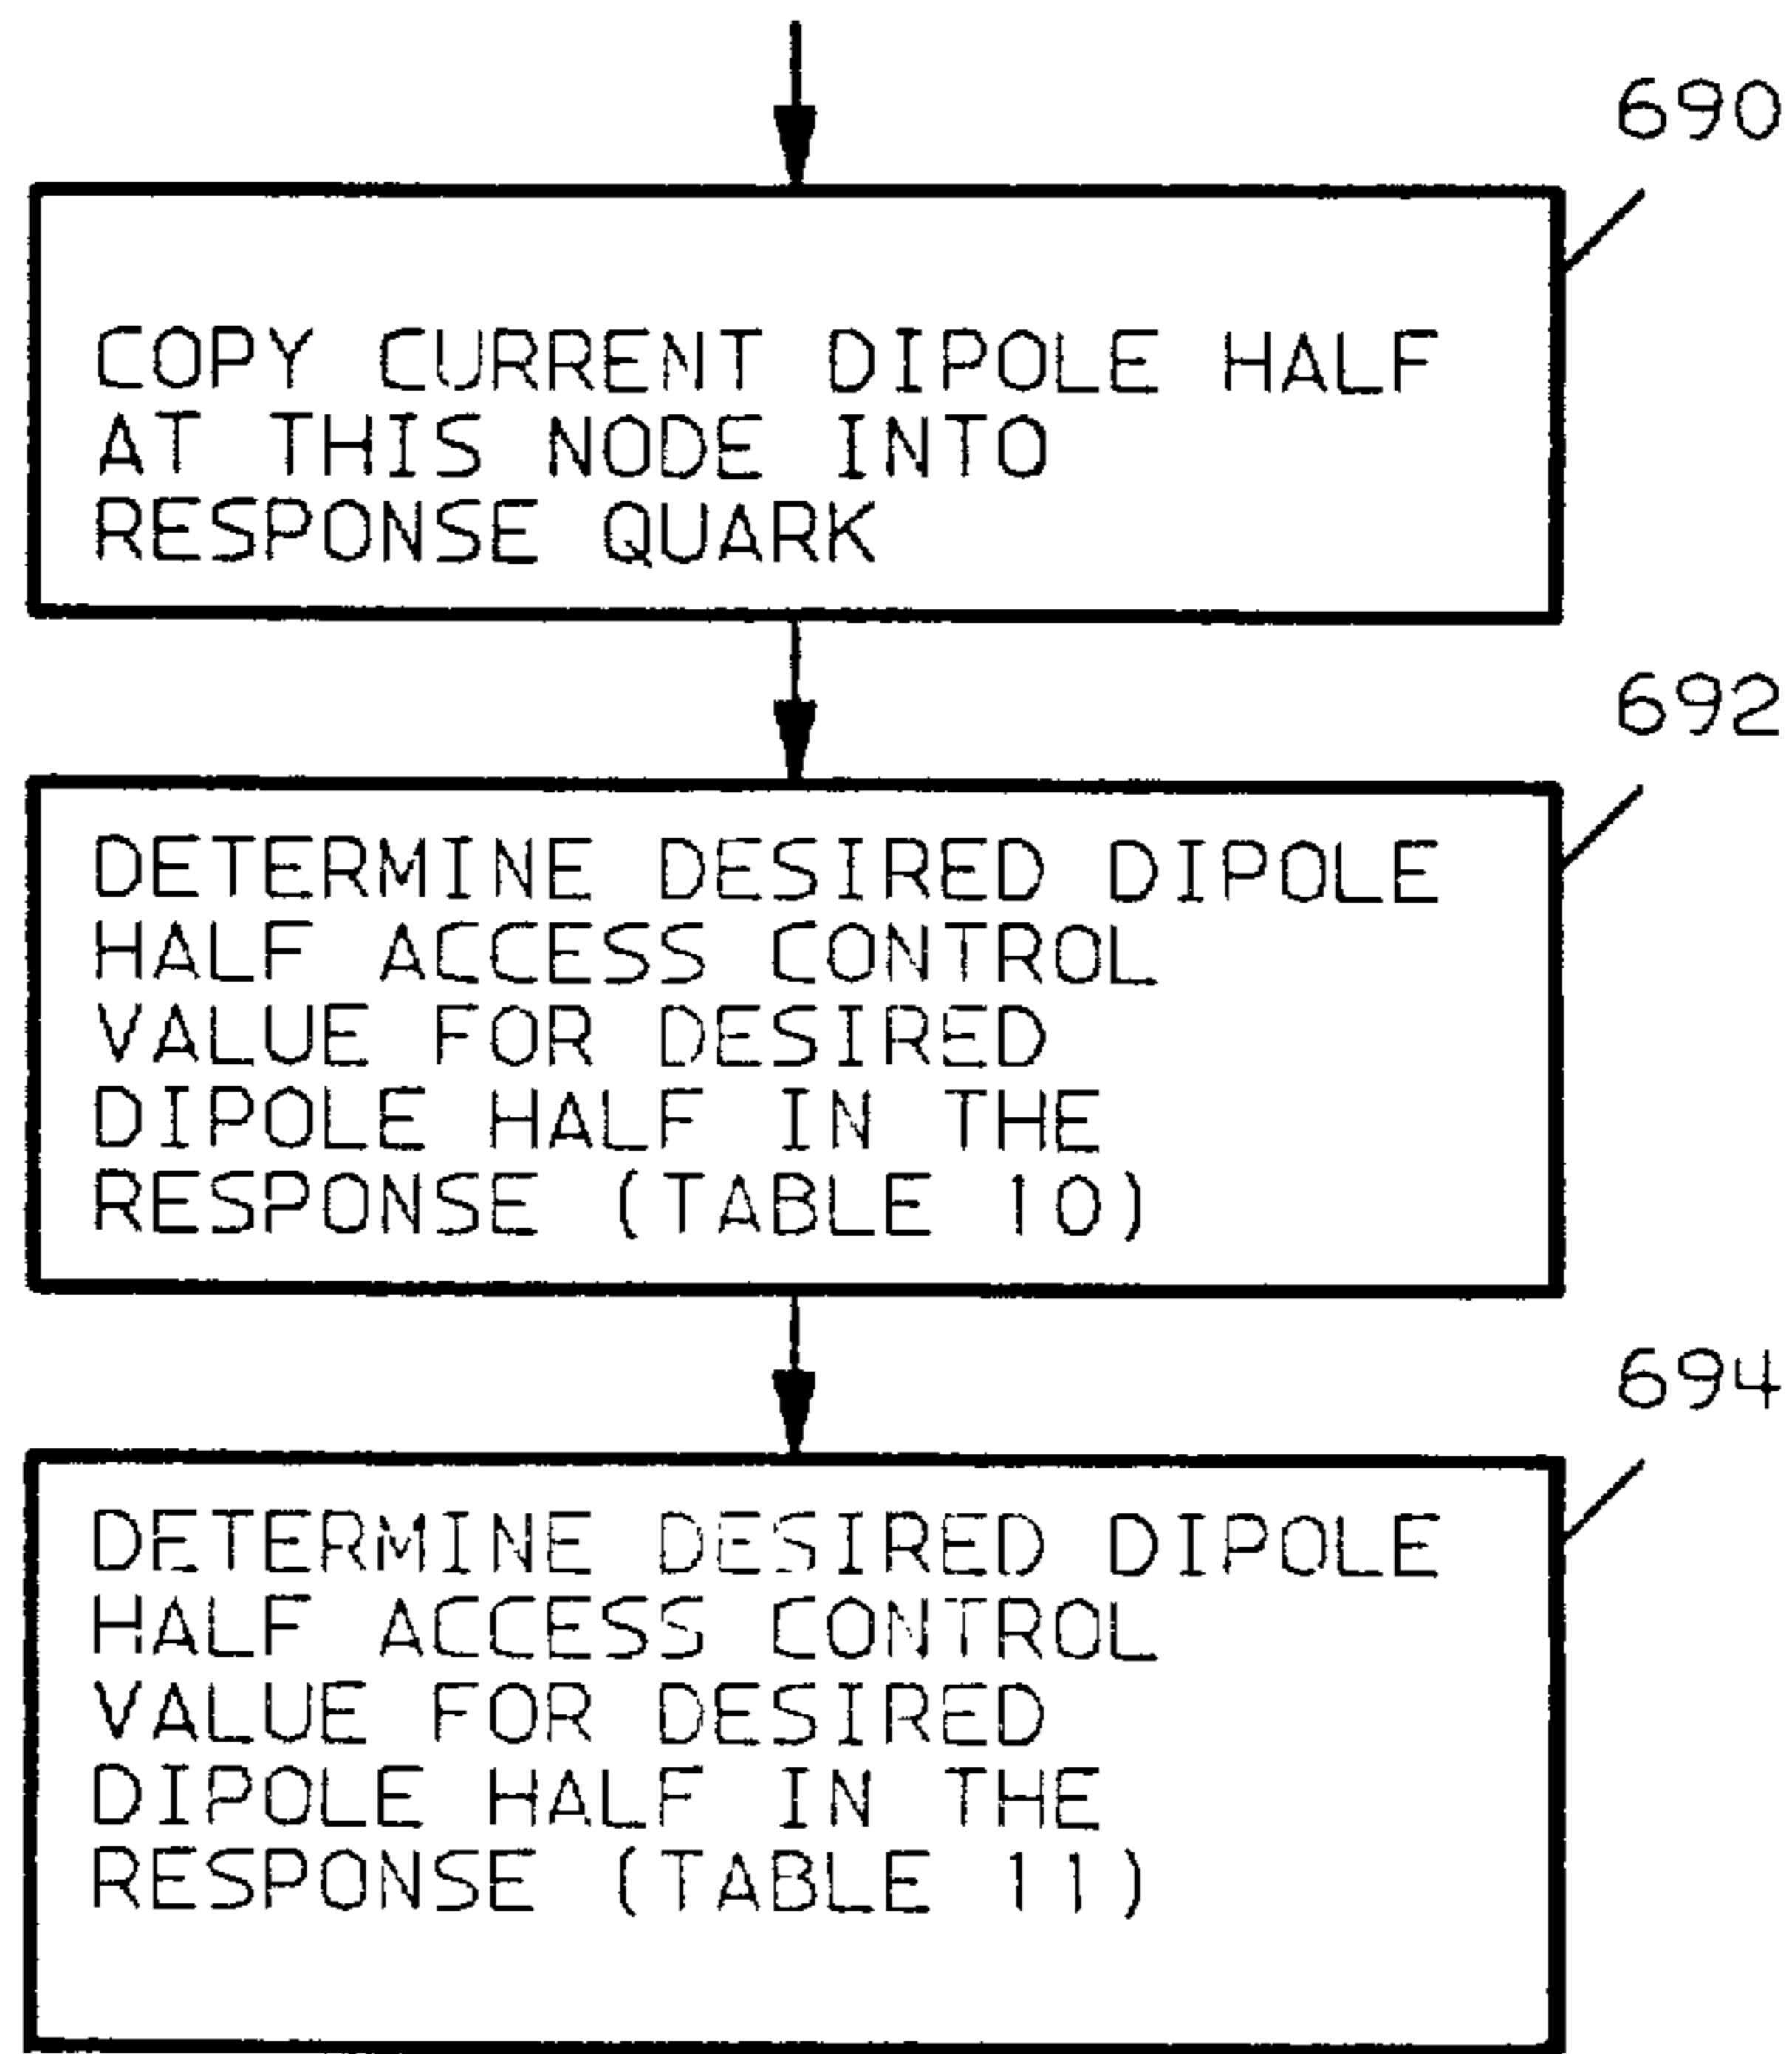 690
COPY CURRENT DIPOLE HALF
AT THIS NODE INTO
RESPONSE QUARK
692
DETERMINE DESIRED DIPOLE
HALF ACCESS CONTROL
VALUE FOR DESIRED
DIPOLE HALF IN THE
RESPONSE (TABLE 10)
694
DETERMINE DESIRED DIPOLE
HALF ACCESS CONTROL
VALUE FOR DESIRED
DIPOLE HALF IN THE
RESPONSE (TABLE 11)